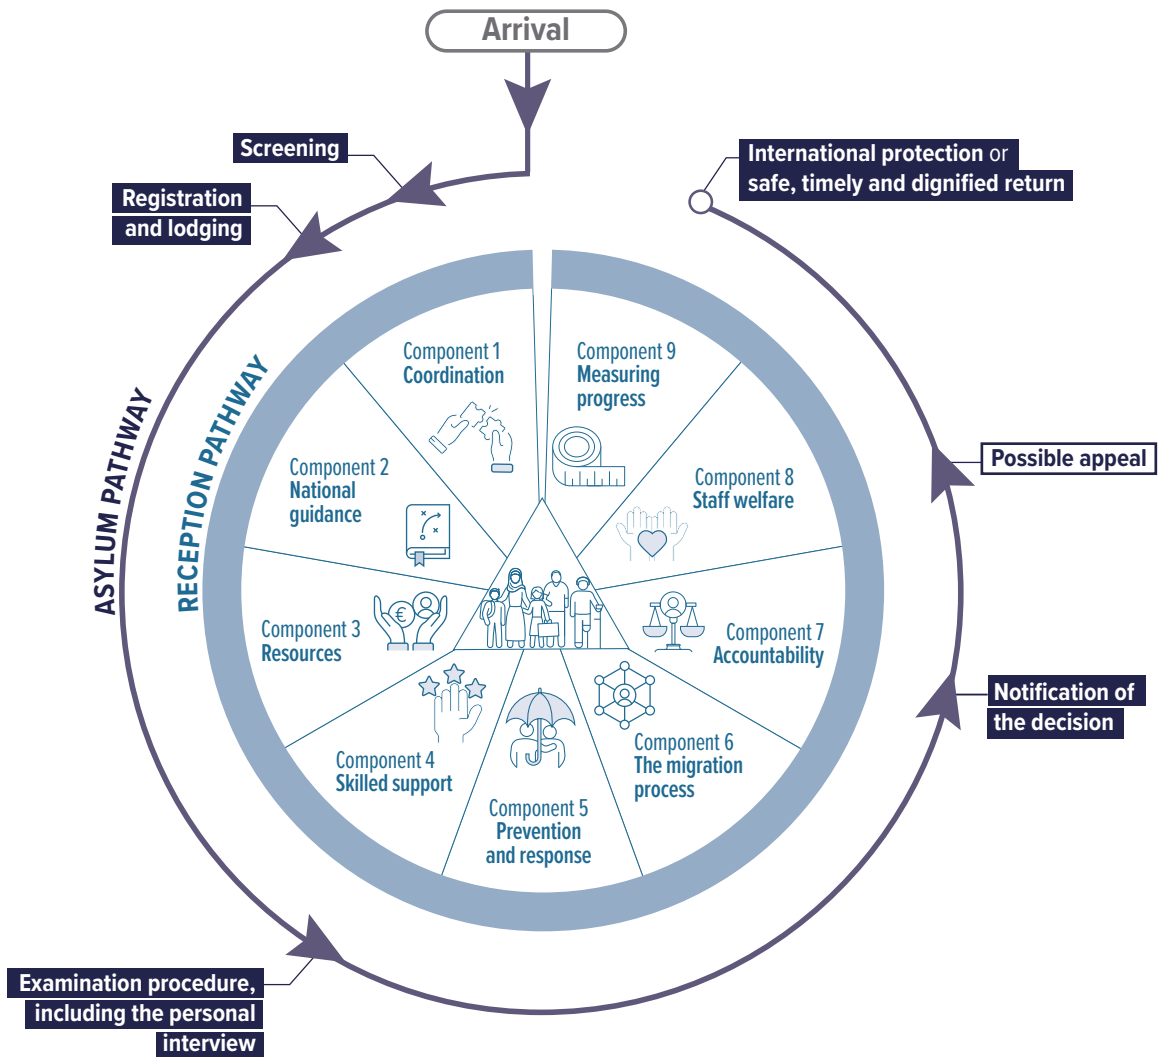 Arrival
Screening
Registration
and lodging
International protection or
safe, timely and dignified return
ASYLUM PATHWAY
RECEPTION PATHWAY
Component 1
Coordination
Component 9
Measuring
progress
Component 2
National
guidance
Component 8
Staff welfare
Possible appeal
Component 3
Resources
€
Component 7
Accountability
Notification of
the decision
Component 4
Skilled support
Component 6
The migration
process
Component 5
Prevention
and response
Examination procedure,
including the personal
interview